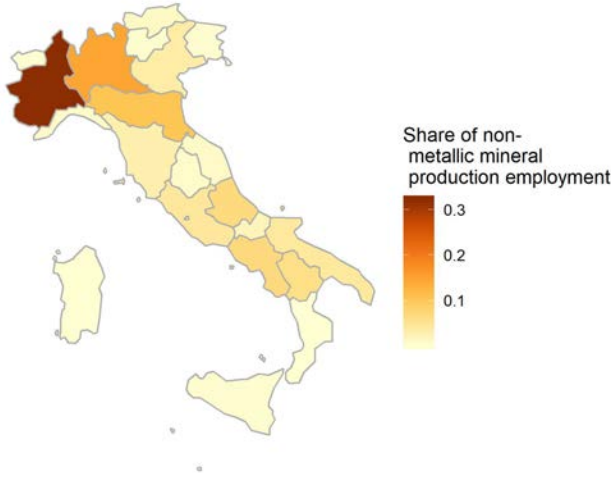 Share of non-
metallic mineral
production employment
0.3
0.2
0.1